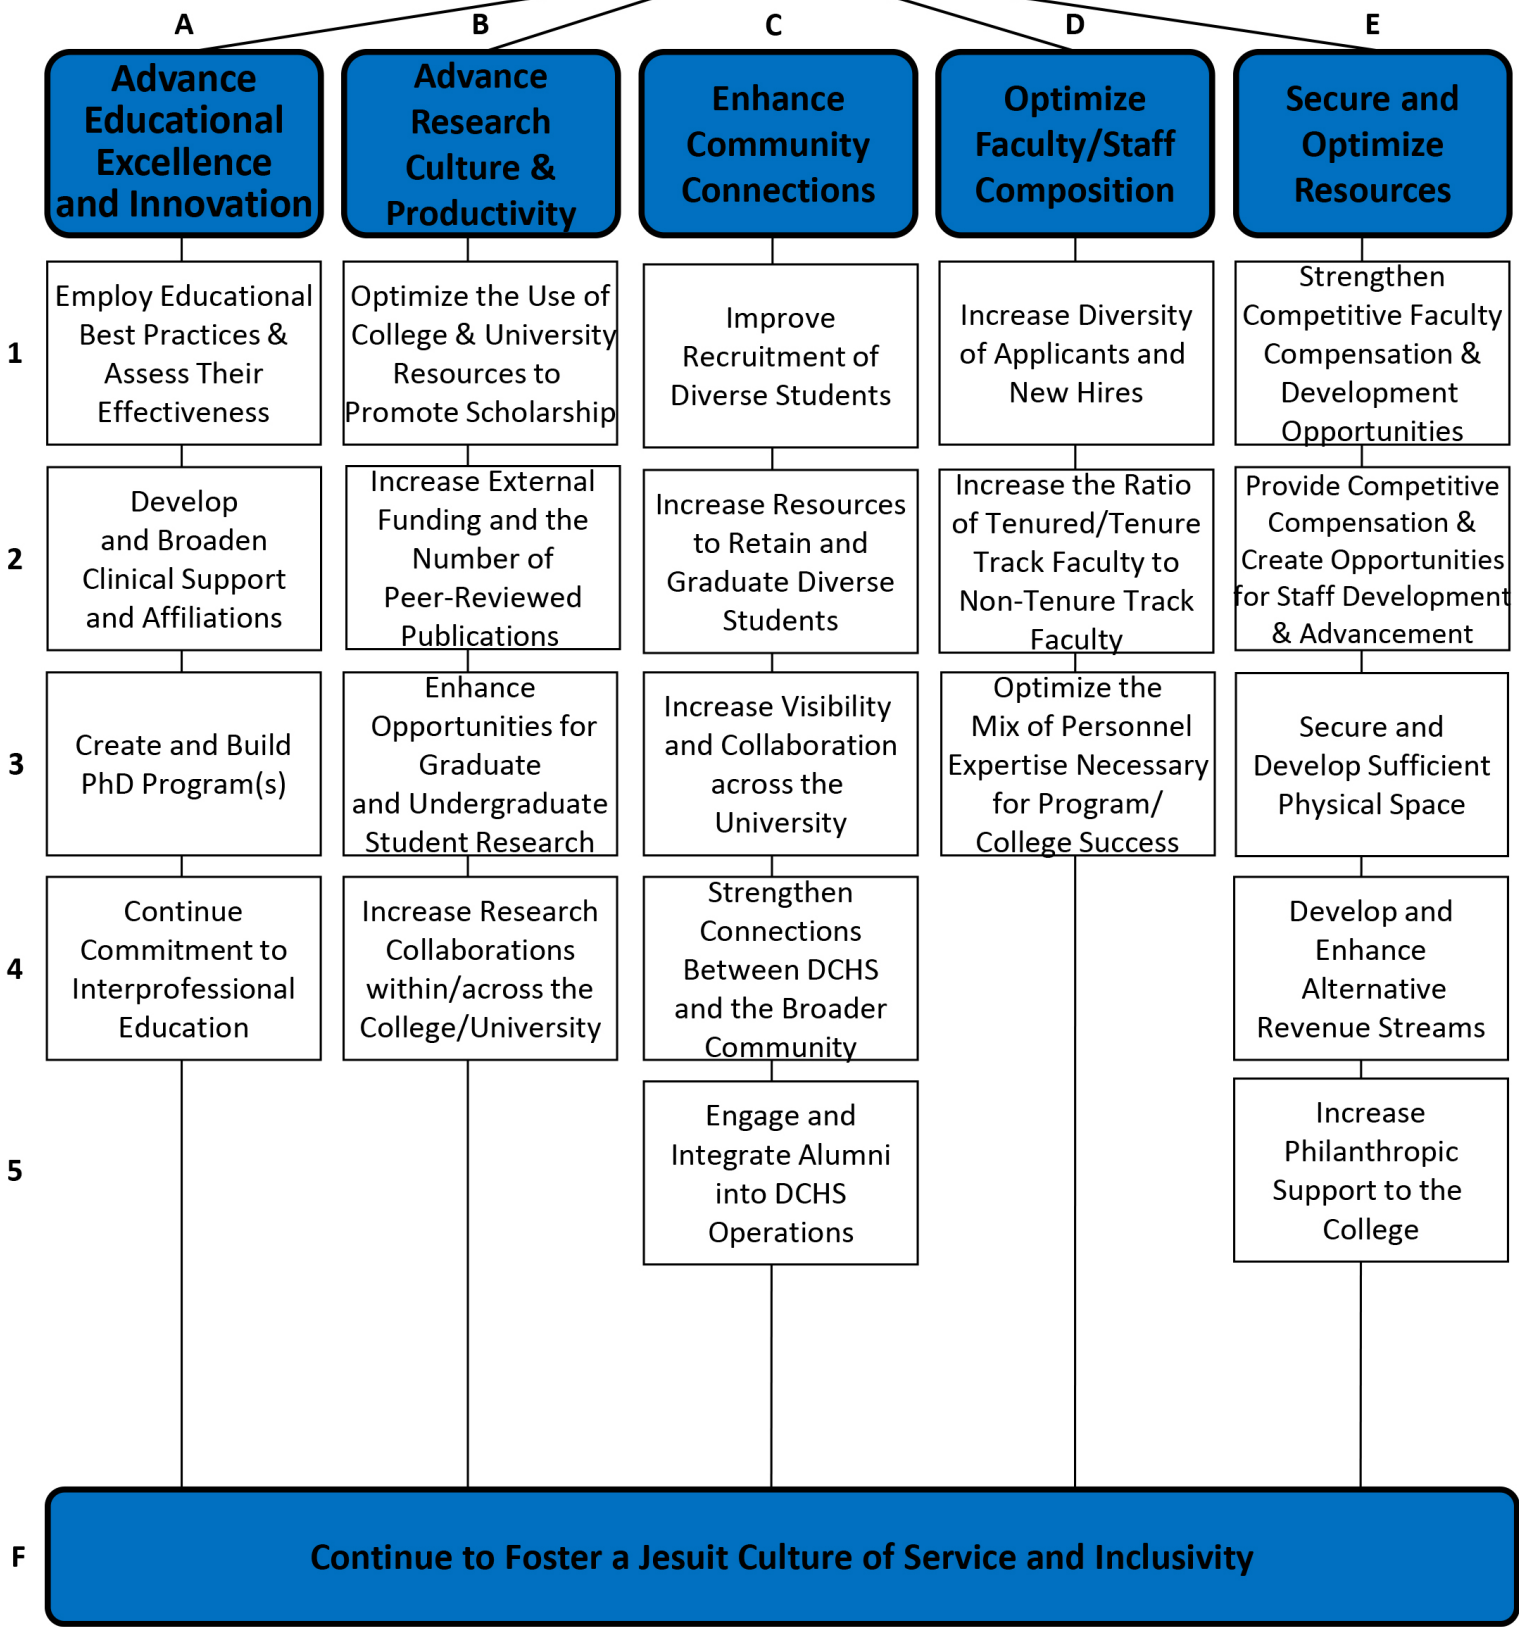 A
B
C
D
E
Advance
Educational
Excellence
and Innovation
Advance
Research
Culture &
Productivity
Enhance
Community
Connections
Optimize
Faculty/Staff
Composition
Secure and
Optimize
Resources
1
Employ Educational
Best Practices &
Assess Their
Effectiveness
Optimize the Use of
College & University
Resources to
Promote Scholarship
Improve
Recruitment of
Diverse Students
Increase Diversity
of Applicants and
New Hires
Strengthen
Competitive Faculty
Compensation &
Development
Opportunities
2
Develop
and Broaden
Clinical Support
and Affiliations
Increase External
Funding and the
Number of
Peer-Reviewed
Publications
Increase Resources
to Retain and
Graduate Diverse
Students
Increase the Ratio
of Tenured/Tenure
Track Faculty to
Non-Tenure Track
Faculty
Provide Competitive
Compensation &
Create Opportunities
for Staff Development
& Advancement
3
Create and Build
PhD Program(s)
Enhance
Opportunities for
Graduate
and Undergraduate
Student Research
Increase Visibility
and Collaboration
across the
University
Optimize the
Mix of Personnel
Expertise Necessary
for Program/
College Success
Secure and
Develop Sufficient
Physical Space
4
Continue
Commitment to
Interprofessional
Education
Increase Research
Collaborations
within/across the
College/University
Strengthen
Connections
Between DCHS
and the Broader
Community
Develop and
Enhance
Alternative
Revenue Streams
5
Engage and
Integrate Alumni
into DCHS
Operations
Increase
Philanthropic
Support to the
College
F
Continue to Foster a Jesuit Culture of Service and Inclusivity